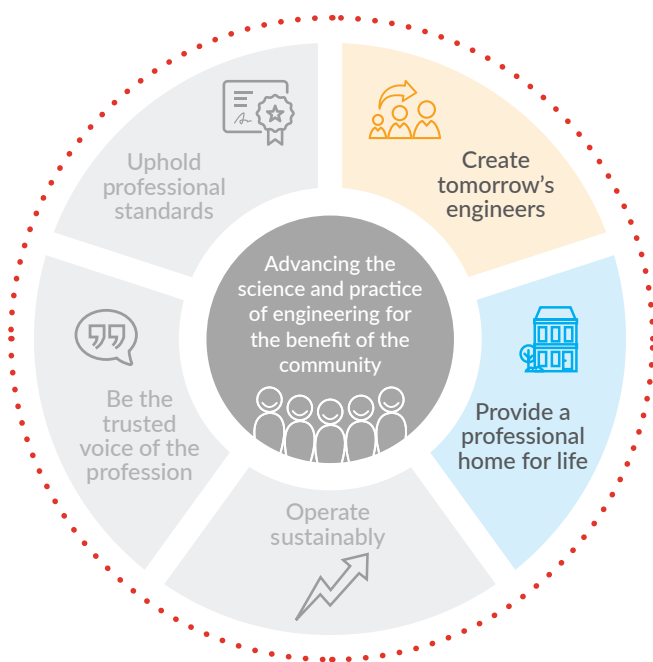 Uphold
professional
standards
Create
tomorrow’s
engineers
Advancing the
science and practice
of engineering for
the benefit of the
community
Be the
trusted
voice of the
profession
Provide a
professional
home for life
Operate
sustainably